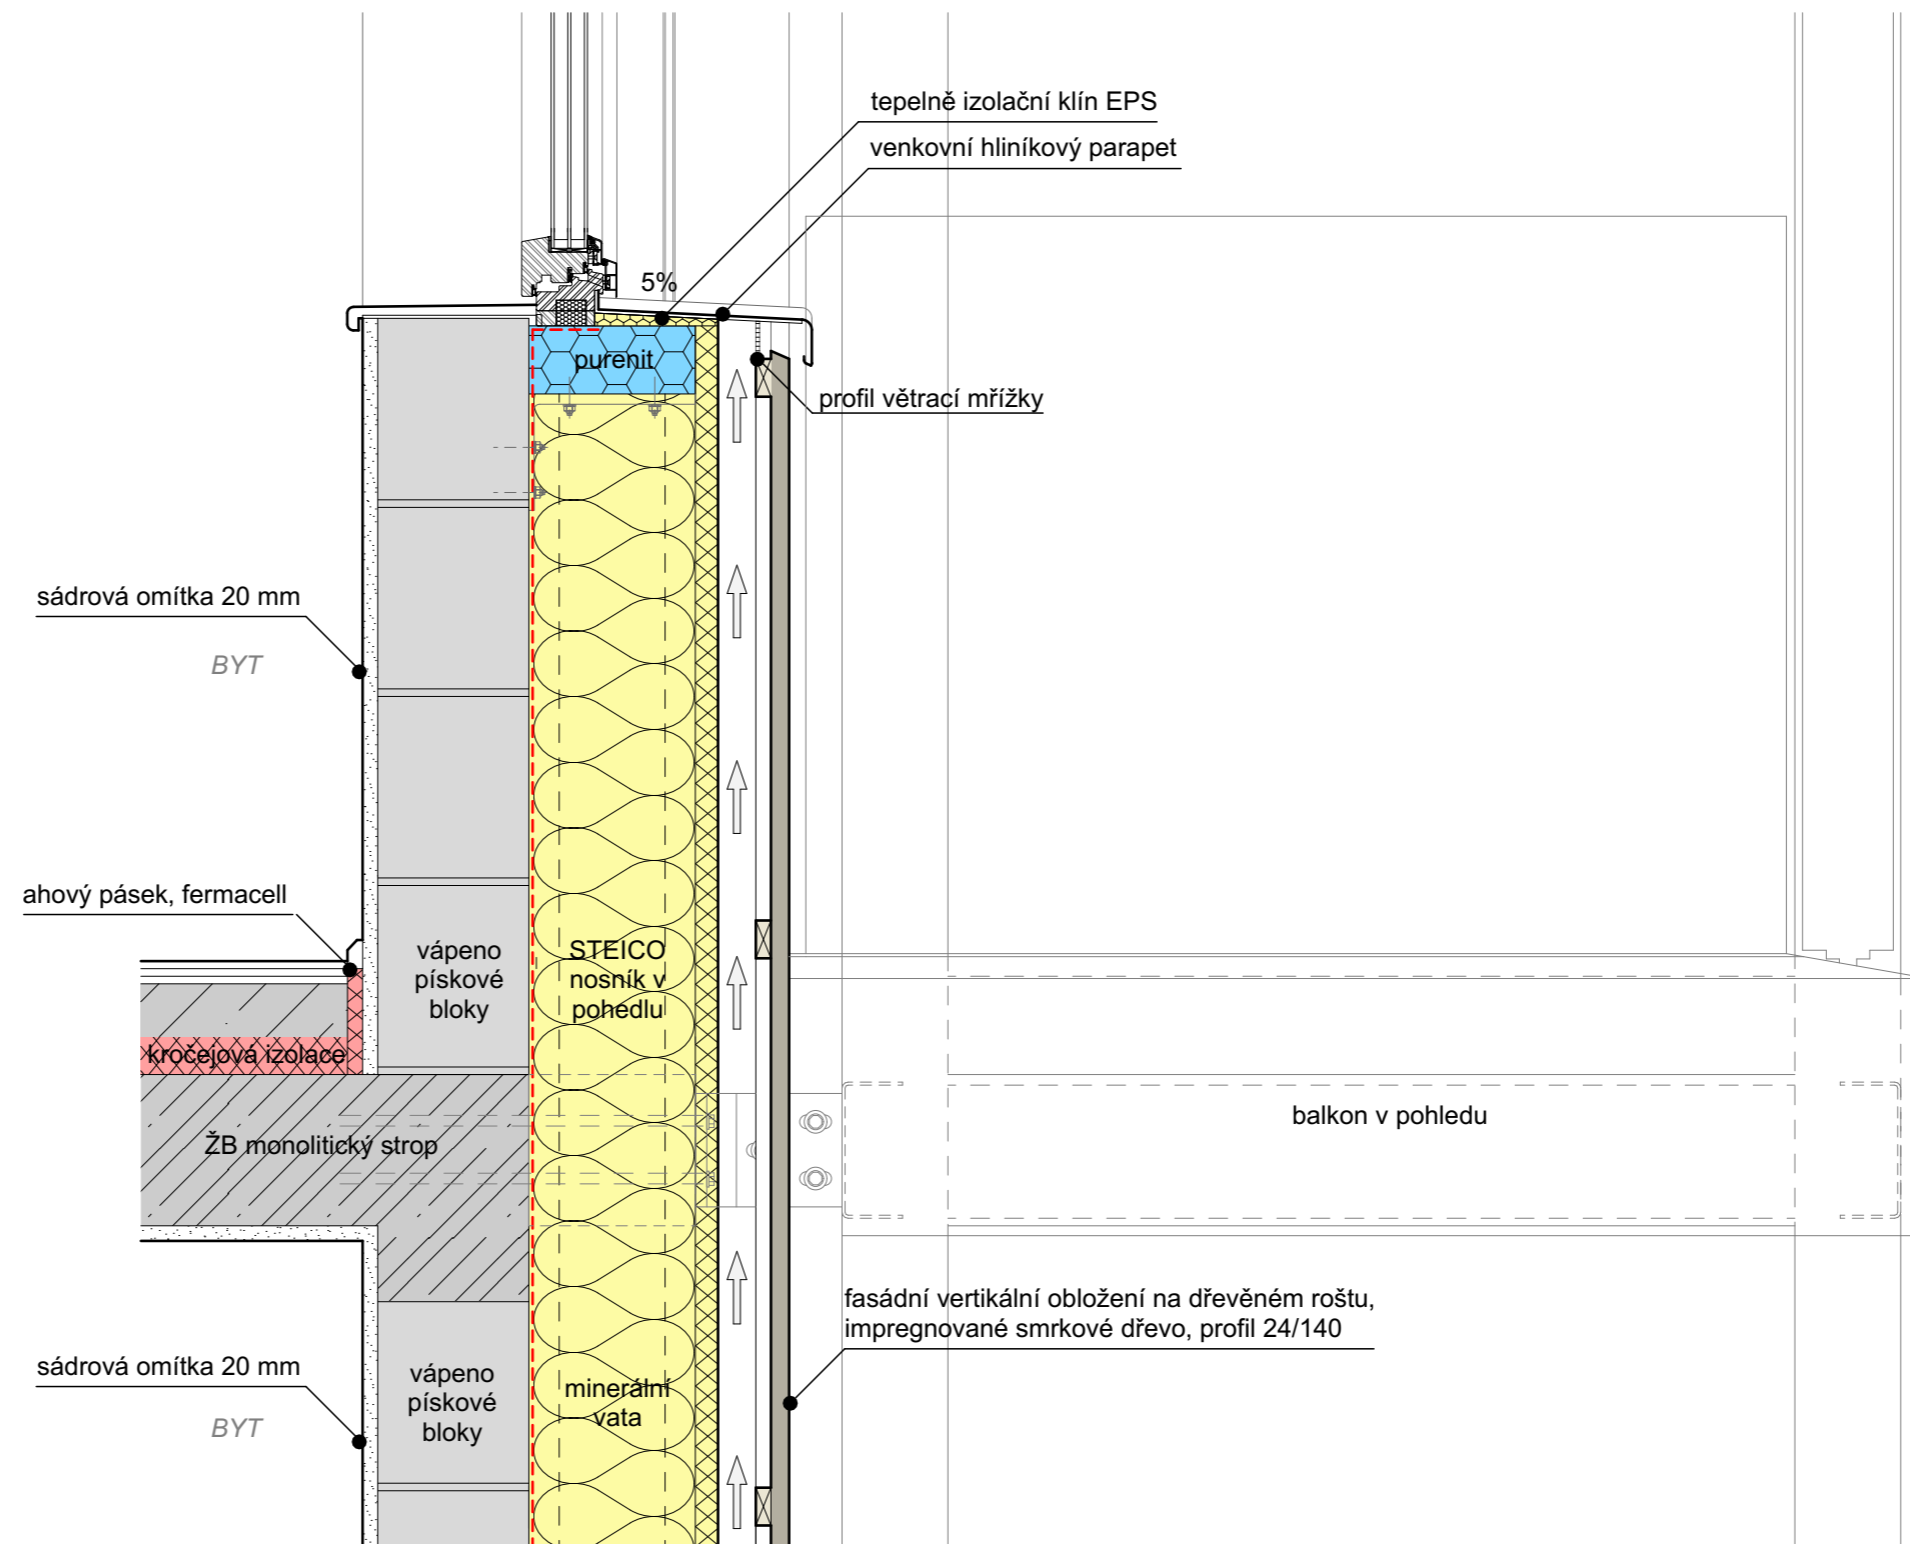 tepelně izolační klín EPS
venkovní hliníkový parapet
5%
purenit
profil větrací mřížky
sádrová omítka 20 mm
BYT
ahový pásek, fermacell
vápeno
pískové
bloky
STEICO
nosník v
pohedlu
kročejová izolace
ŽB monolitický strop
balkon v pohledu
fasádní vertikální obložení na dřevěném roštu,
impregnované smrkové dřevo, profil 24/140
sádrová omítka 20 mm
BYT
vápeno
pískové
bloky
minerální
vata